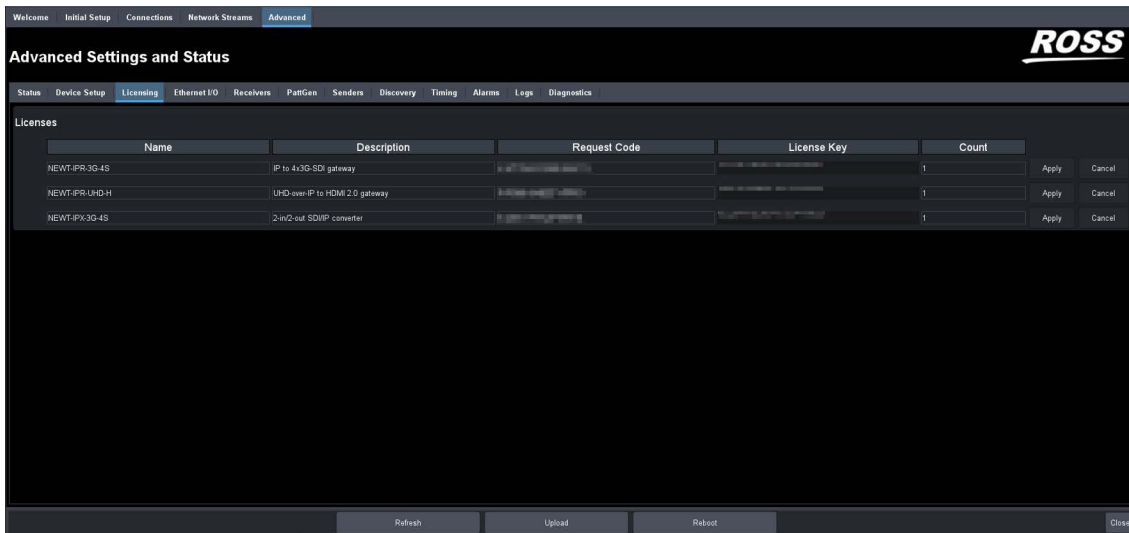 Welcome Initial Setup Connections Network Streams Advanced
ROSS
Advanced Settings and Status
Status Device Setup Licensing Ethernet I/O Receivers PattGen Senders Discovery Timing Alarms Logs Diagnostics
Licenses
Name Description Request Code License Key Count
NEWT-IPR-3G-4S IP to 4x3G-SDI gateway 1 Apply Cancel
NEWT-IPR-UHD-H UHD-over-IP to HDMI 2.0 gateway 1 Apply Cancel
NEWT-IPX-3G-4S 2-in/2-out SDI/IP converter 1 Apply Cancel
Refresh Upload Reboot Close